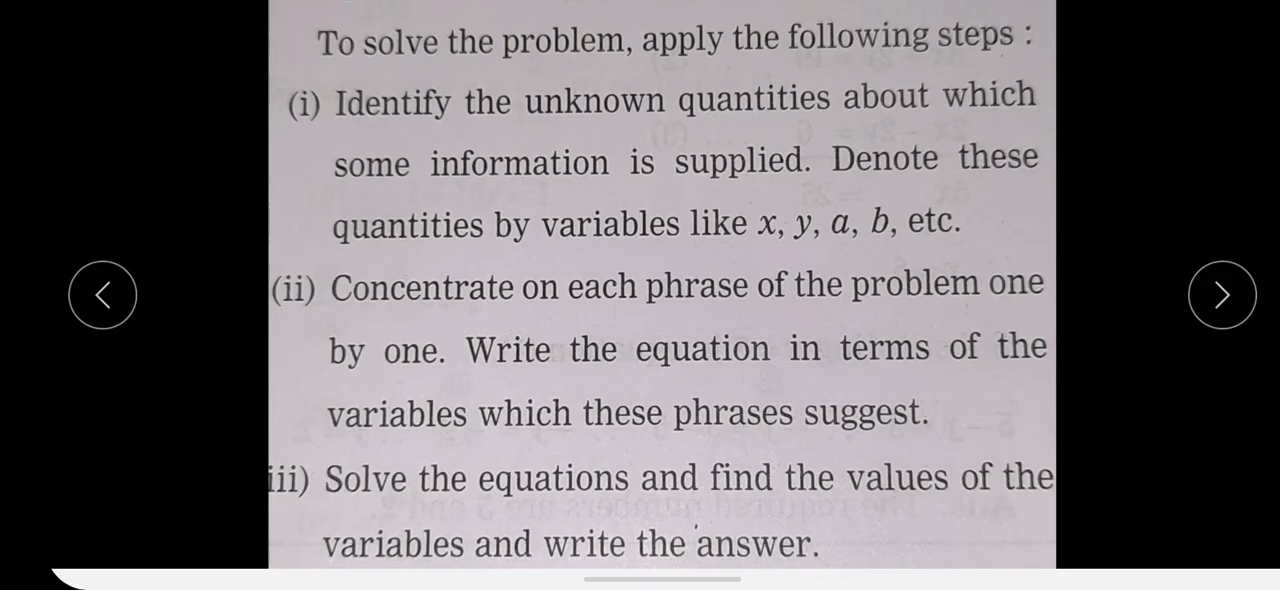 To solve the problem, apply the following steps :
(i) Identify the unknown quantities about which
some information is supplied. Denote these
quantities by variables like x, y, a, b, etc.
(ii) Concentrate on each phrase of the problem one
by one. Write the equation in terms of the
variables which these phrases suggest.
iii) Solve the equations and find the values of the
variables and write the answer.